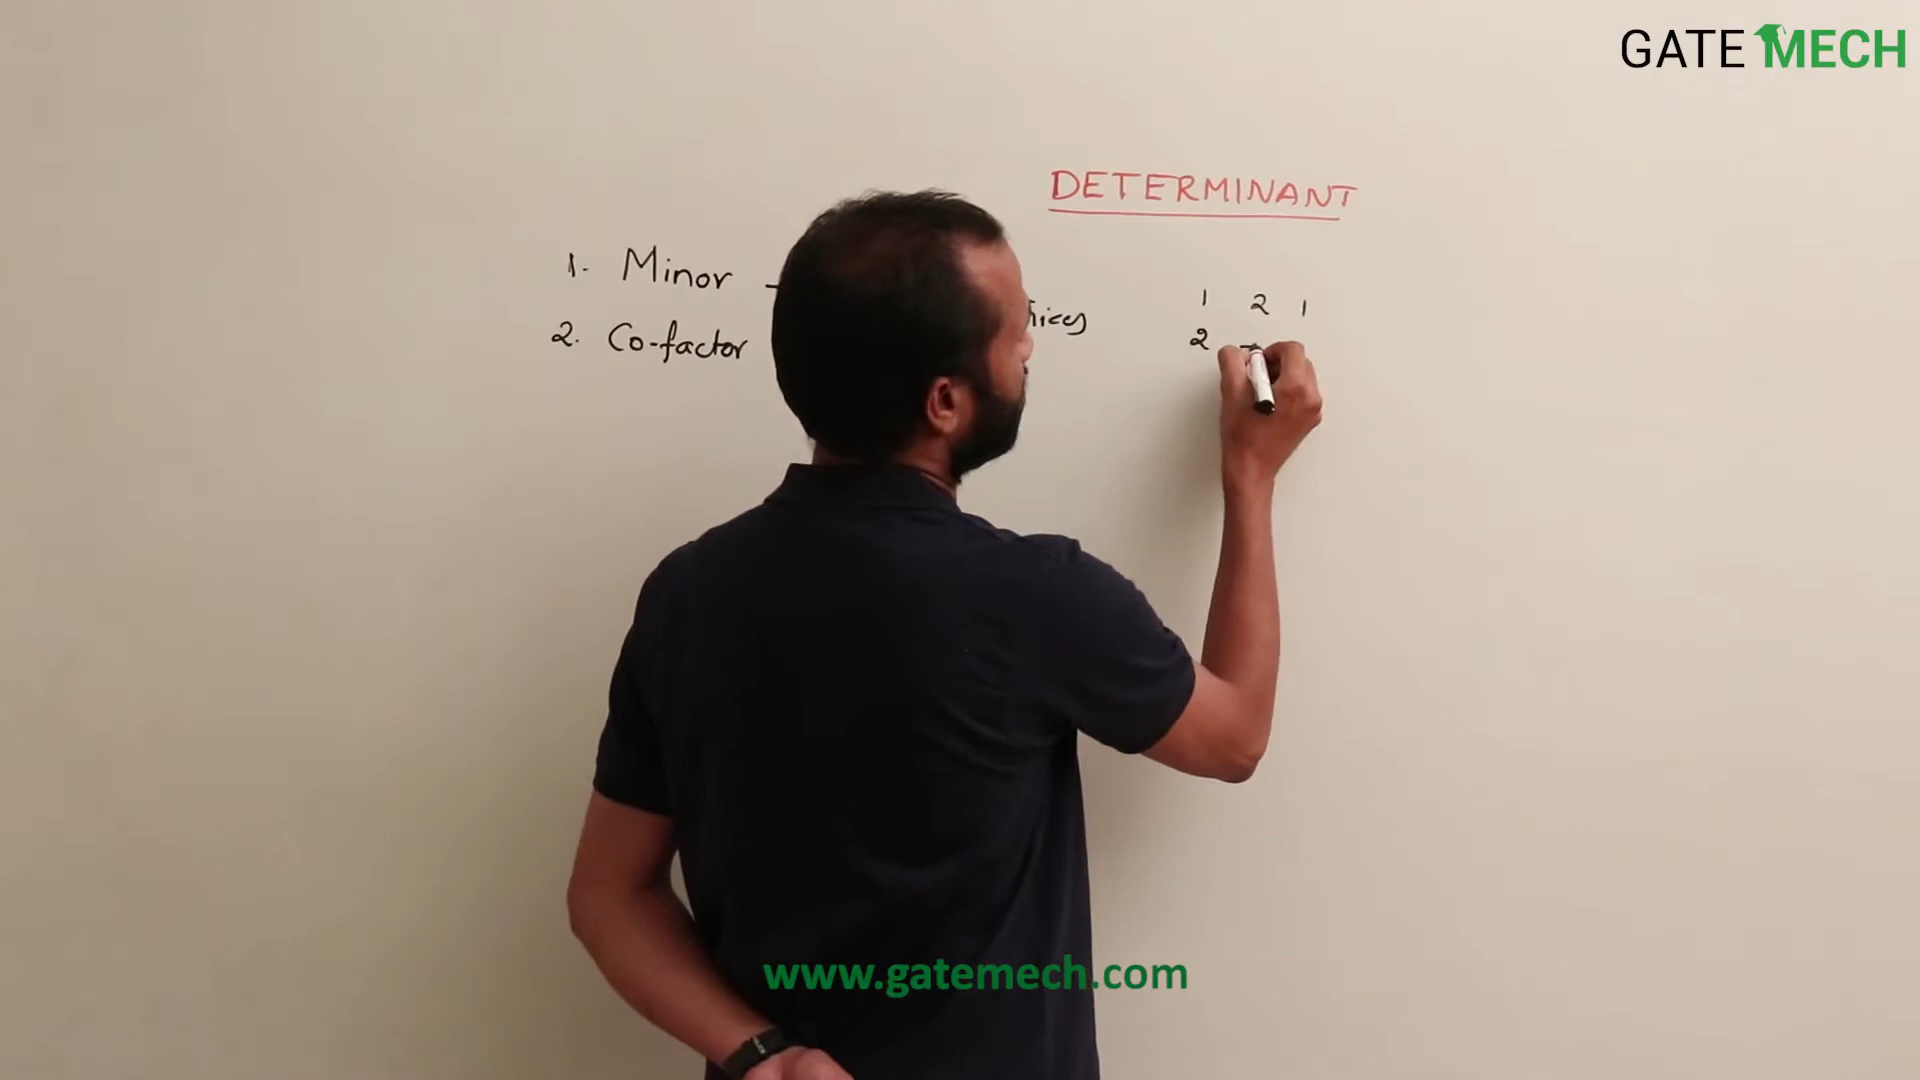 GATE MECH
DETERMINANT
1. Minor -
2. Co-factor
1 2 1
2 -
www.gatemech.com